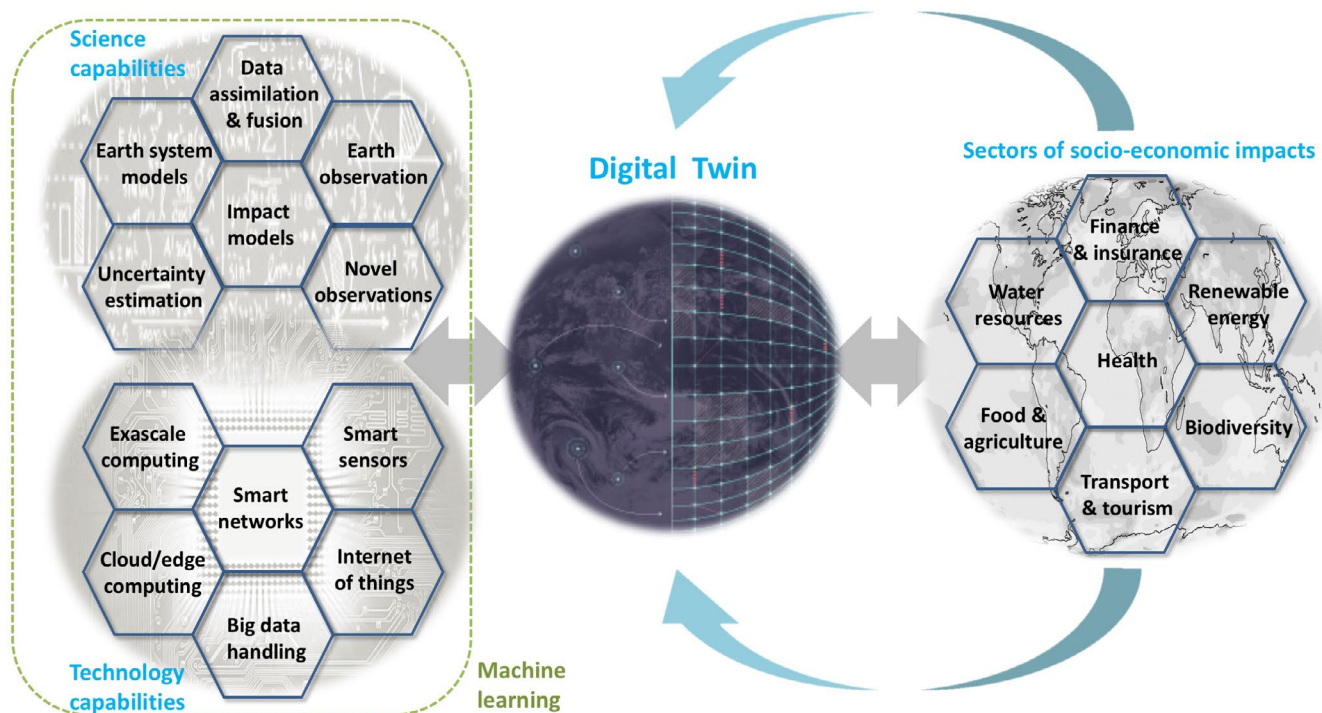 Science
capabilities
Data
assimilation
& fusion
Earth system
models
Earth
observation
Impact
models
Uncertainty
estimation
Novel
observations
Exascale
computing
Smart
sensors
Smart
networks
Cloud/edge
computing
Internet
of things
Big data
handling
Technology
capabilities
Machine
learning
Digital Twin
Sectors of socio-economic impacts
Finance
& insurance
Water
resources
Renewable
energy
Health
Food &
agriculture
Biodiversity
Transport
& tourism